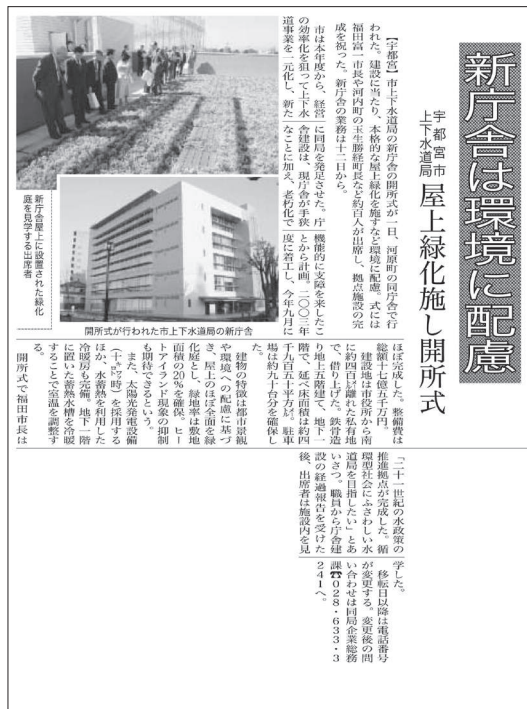 新庁舎は環境に配慮
宇都宮市
上下水道局
屋上緑化施し開所式
【宇都宮】市上下水道局の新庁舎の開所式が一日、河原町の同庁舎で行
われた。建設に当たり、本格的な屋上緑化を施すなど環境に配慮。式には
福田富一市長や河内町の玉生勝経町長など約百人が出席し、拠点施設の完
成を祝った。新庁舎の業務は十二日から。
市は本年度から、経営
の効率化を狙って上下水
道事業を一元化し、新た
に同局を発足させた。庁
舎建設は、現庁舎が手狭
なことに加え、老朽化で
機能的に支障を来したこ
とから計画。二〇〇三年
度に着工し、今年九月に
新庁舎屋上に設置された緑化
庭を見学する出席者
開所式が行われた市上下水道局の新庁舎
ほぼ完成した。整備費は
総額十七億五千万円。
建設地は市役所から南
に約四百㍍離れた私有地
で、借り上げた。鉄骨造
り地上五階建て、地下一
階で、延べ床面積は約四
千九百五十平方㍍。駐車
場は約九十台分を確保し
た。
建物の特徴は都市景観
や環境への配慮に基づ
き、屋上のほぼ全面を緑
化庭とし、緑地率は敷地
面積の20%を確保。ヒー
トアイランド現象の抑制
も期待できるという。
また、太陽光発電設備
(十㌔㍗時)を採用する
ほか、水蓄熱を利用した
冷暖房も完備。地下一階
に置いた蓄熱水槽を冷暖
することで室温を調整す
る。
開所式で福田市長は
「二十一世紀の水政策の
推進拠点が完成した。循
環型社会にふさわしい水
道局を目指したい」とあ
いさつ。職員から庁舎建
設の経過報告を受けた
後、出席者は施設内を見
学した。
移転日以降は電話番号
が変更する。変更後の問
い合わせは同局企業総務
課☎028・633・3
241へ。